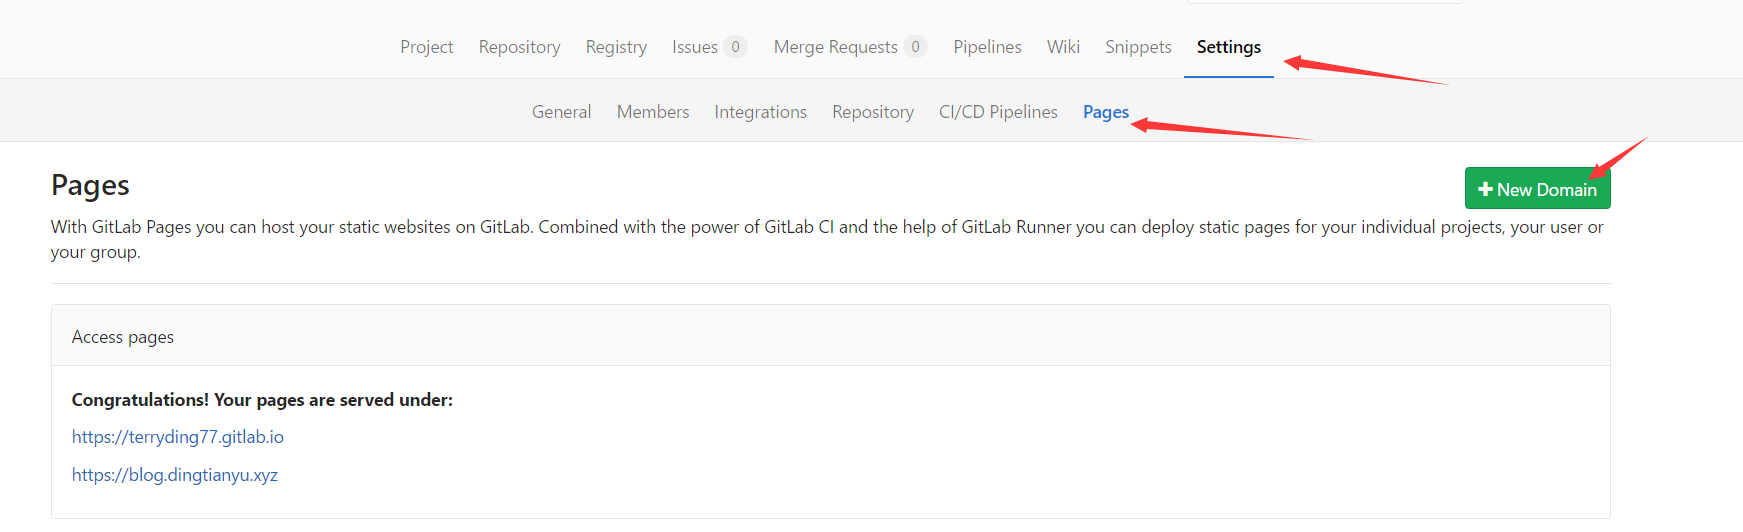 Project Repository Registry Issues 0 Merge Requests 0 Pipelines Wiki Snippets Settings
General Members Integrations Repository CI/CD Pipelines Pages
Pages
New Domain
With GitLab Pages you can host your static websites on GitLab. Combined with the power of GitLab CI and the help of GitLab Runner you can deploy static pages for your individual projects, your user or
your group.
Access pages
Congratulations! Your pages are served under:
https://terryding77.gitlab.io
https://blog.dingtianyu.xyz